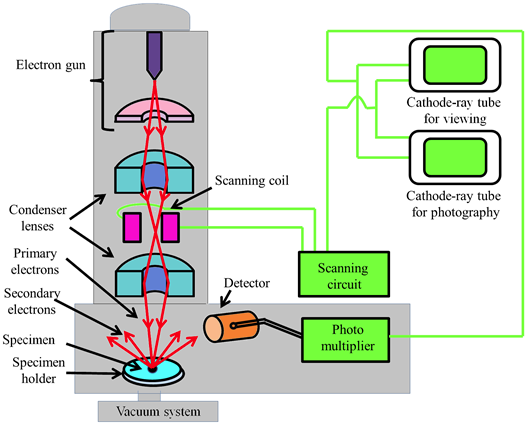 Electron gun
Cathode-ray tube
for viewing
Cathode-ray tube
for photography
Scanning coil
Condenser
lenses
Primary
electrons
Scanning
circuit
Detector
Secondary
electrons
Photo
multiplier
Specimen
Specimen
holder
Vacuum system